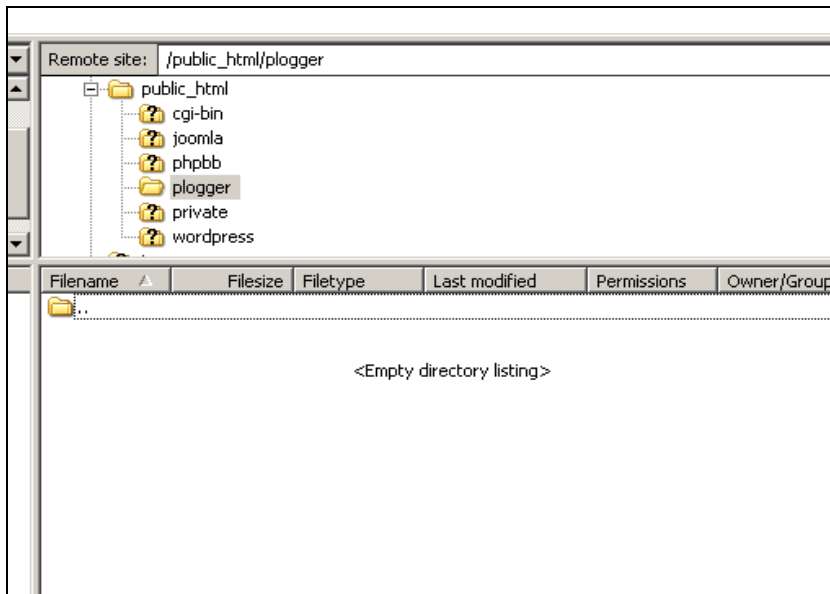 Remote site: /public_html/plogger
public_html
cgi-bin
joomla
phpbb
plogger
private
wordpress
Filename Filesize Filetype Last modified Permissions Owner/Group
..
<Empty directory listing>